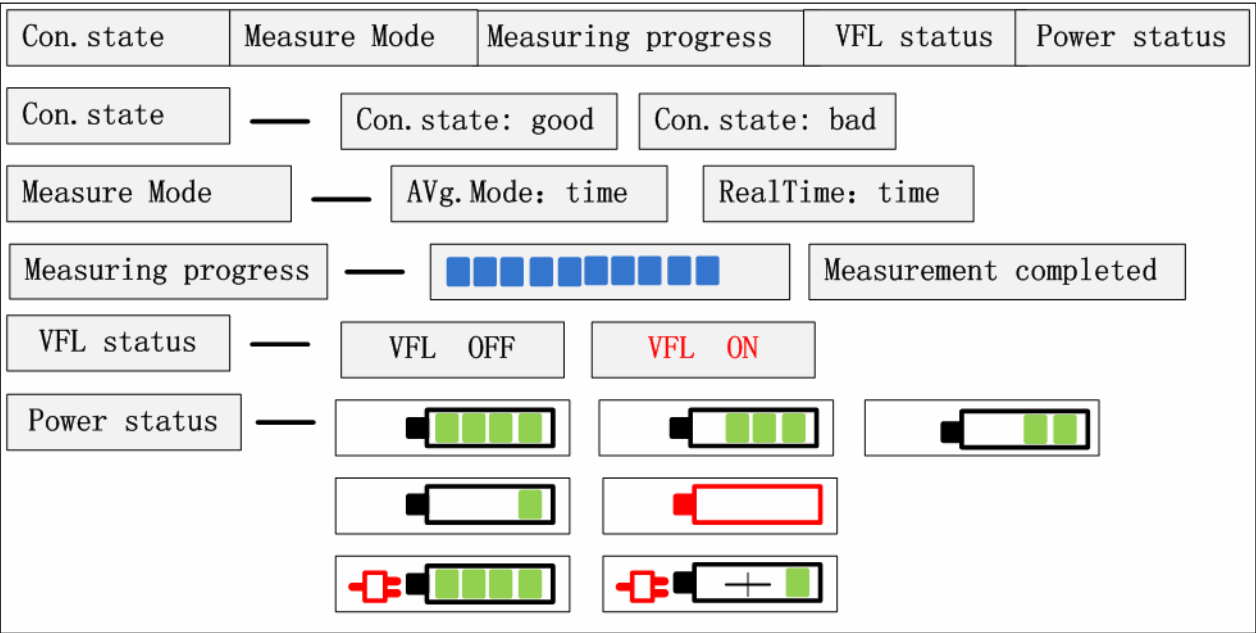 Con.state Measure Mode Measuring progress VFL status Power status
Con.state Con.state: good Con.state: bad
Measure Mode AVg.Mode: time RealTime: time
Measuring progress Measurement completed
VFL status VFL OFF VFL ON
Power status